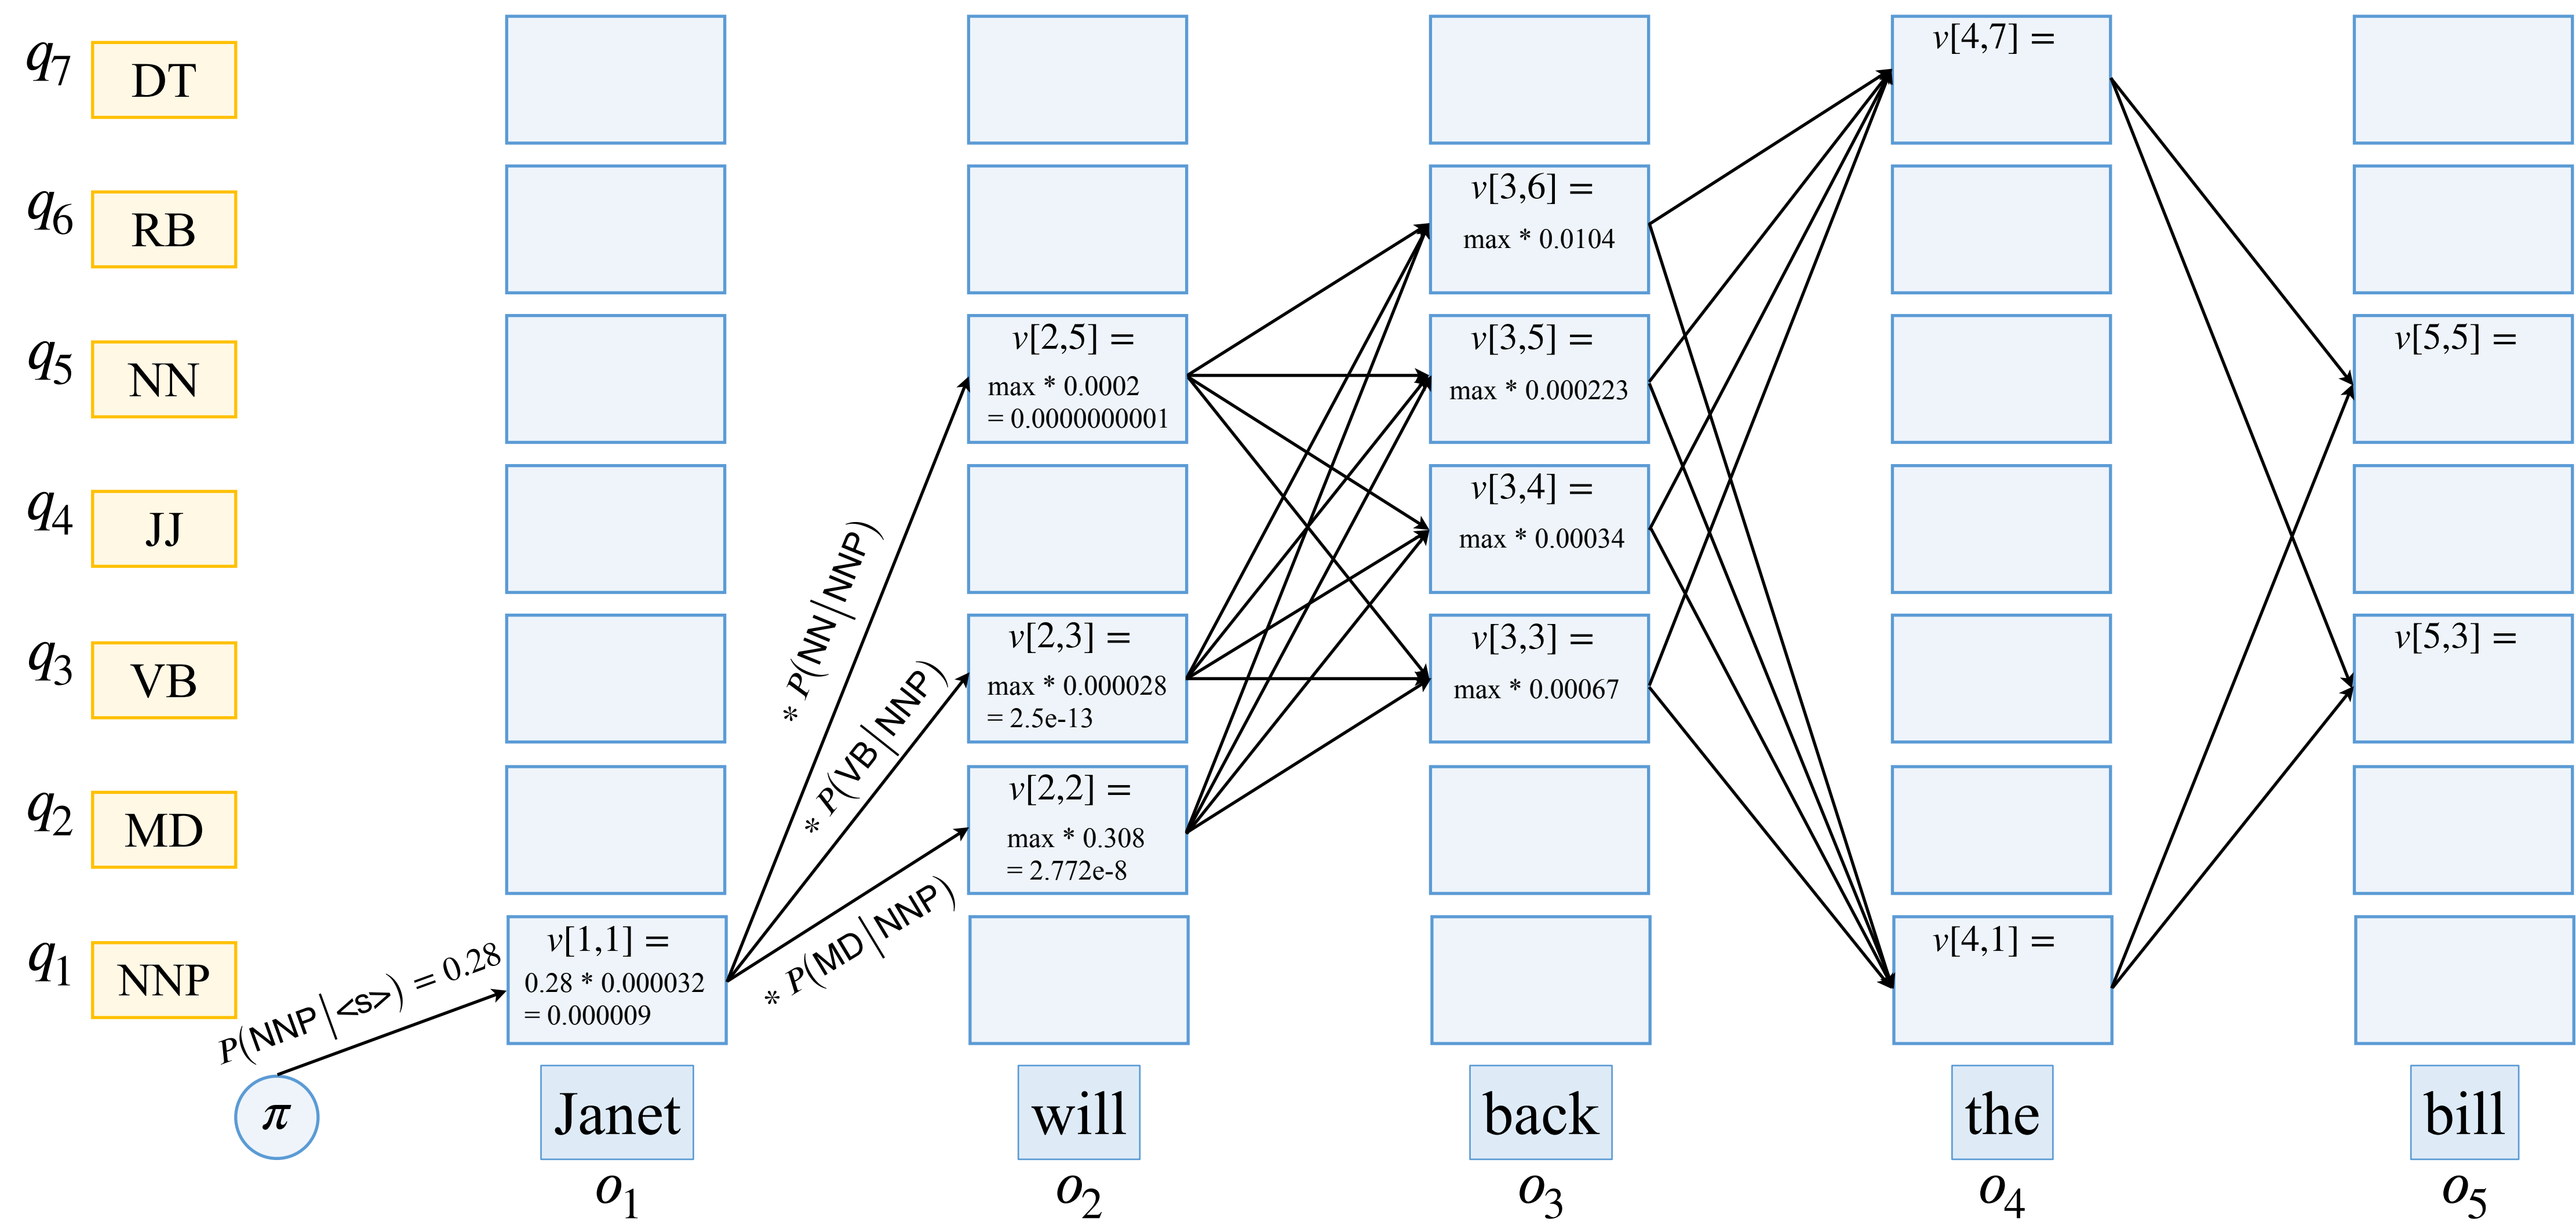 q7 DT
v[4,7] =
q6 RB
v[3,6] =
max * 0.0104
q5 NN
v[2,5] =
max * 0.0002
= 0.0000000001
v[3,5] =
max * 0.000223
v[5,5] =
q4 JJ
v[3,4] =
max * 0.00034
* P(NN|NNP)
q3 VB
v[2,3] =
max * 0.000028
= 2.5e-13
v[3,3] =
max * 0.00067
v[5,3] =
* P(VB|NNP)
q2 MD
v[2,2] =
max * 0.308
= 2.772e-8
* P(MD|NNP)
q1 NNP
P(NNP|<s>) = 0.28
v[1,1] =
0.28 * 0.000032
= 0.000009
v[4,1] =
π Janet will back the bill
o1 o2 o3 o4 o5